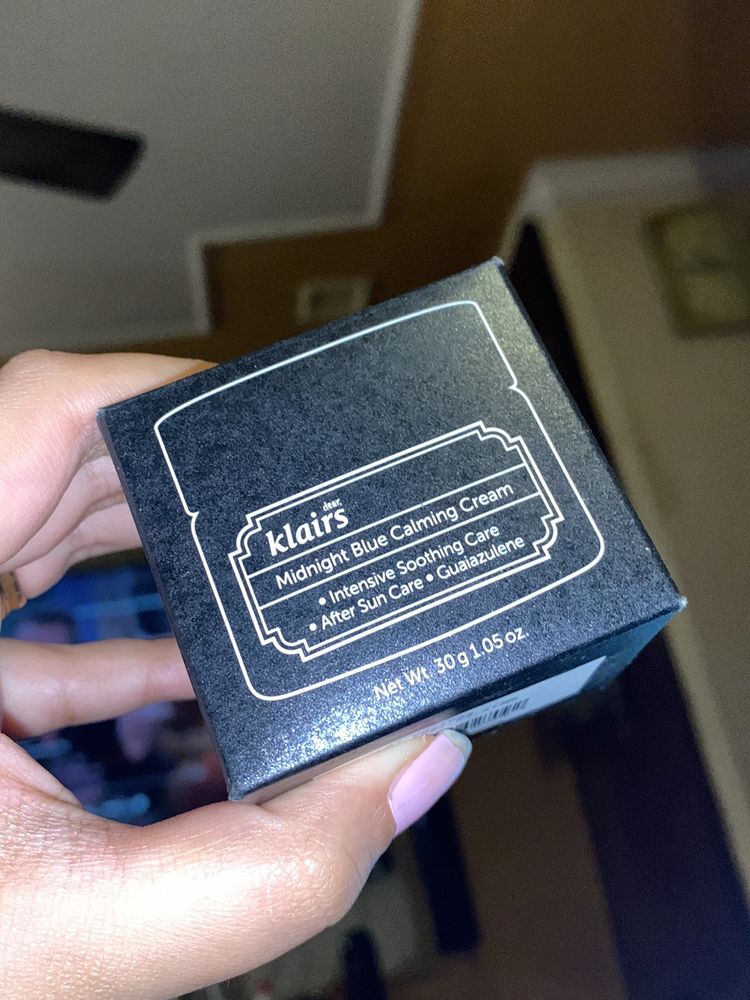 dear,
klairs
Midnight Blue Calming Cream
• Intensive Soothing Care
• After Sun Care • Guaiazulene
Net Wt. 30 g 1.05 oz.